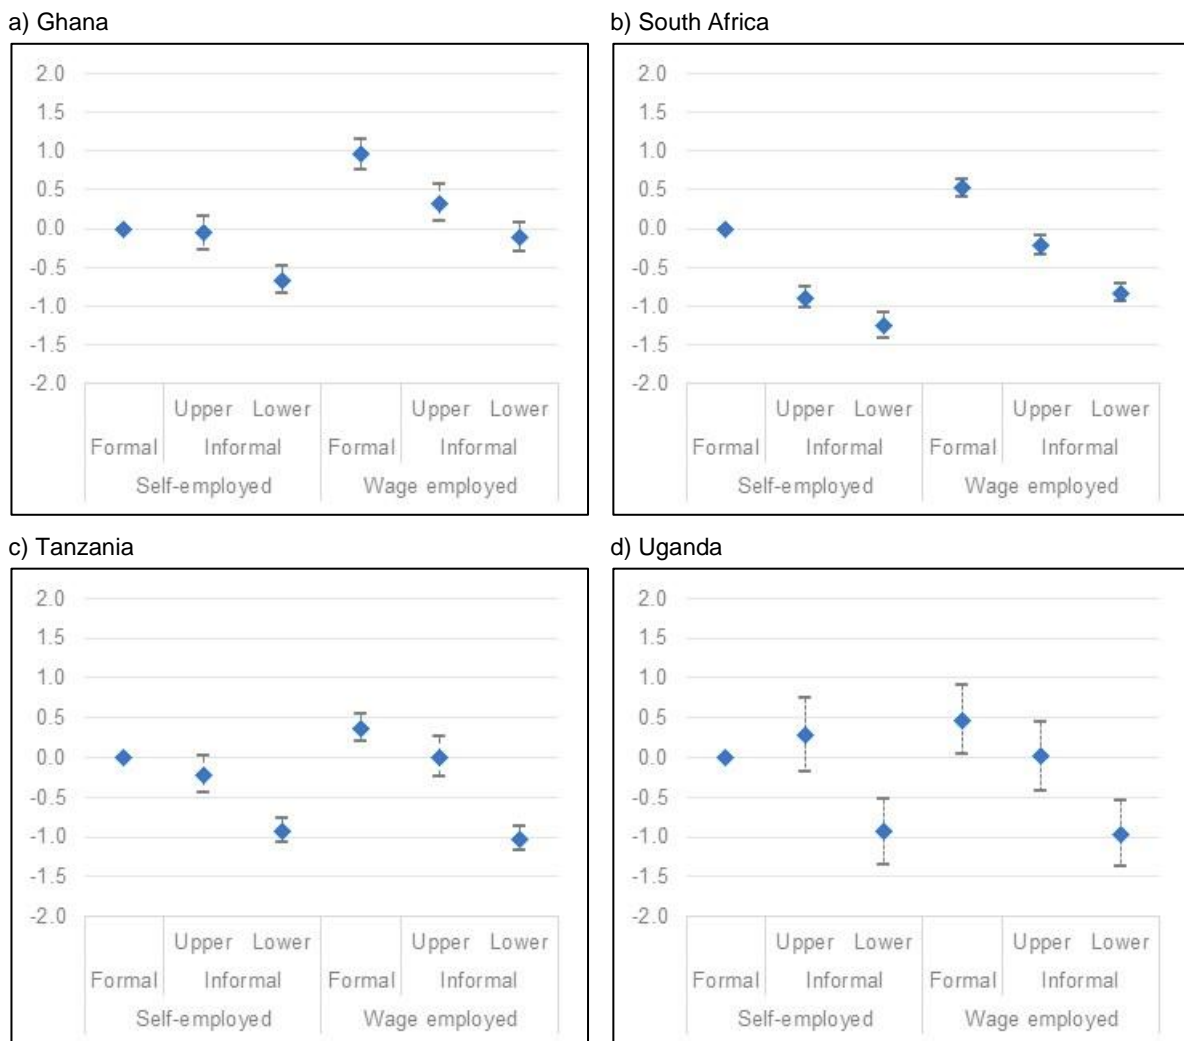 a) Ghana
2.0
1.5
1.0
0.5
0.0
-0.5
-1.0
-1.5
-2.0
Upper Lower Upper Lower
Formal Informal Formal Informal
Self-employed Wage employed
b) South Africa
2.0
1.5
1.0
0.5
0.0
-0.5
-1.0
-1.5
-2.0
Upper Lower Upper Lower
Formal Informal Formal Informal
Self-employed Wage employed
c) Tanzania
2.0
1.5
1.0
0.5
0.0
-0.5
-1.0
-1.5
-2.0
Upper Lower Upper Lower
Formal Informal Formal Informal
Self-employed Wage employed
d) Uganda
2.0
1.5
1.0
0.5
0.0
-0.5
-1.0
-1.5
-2.0
Upper Lower Upper Lower
Formal Informal Formal Informal
Self-employed Wage employed